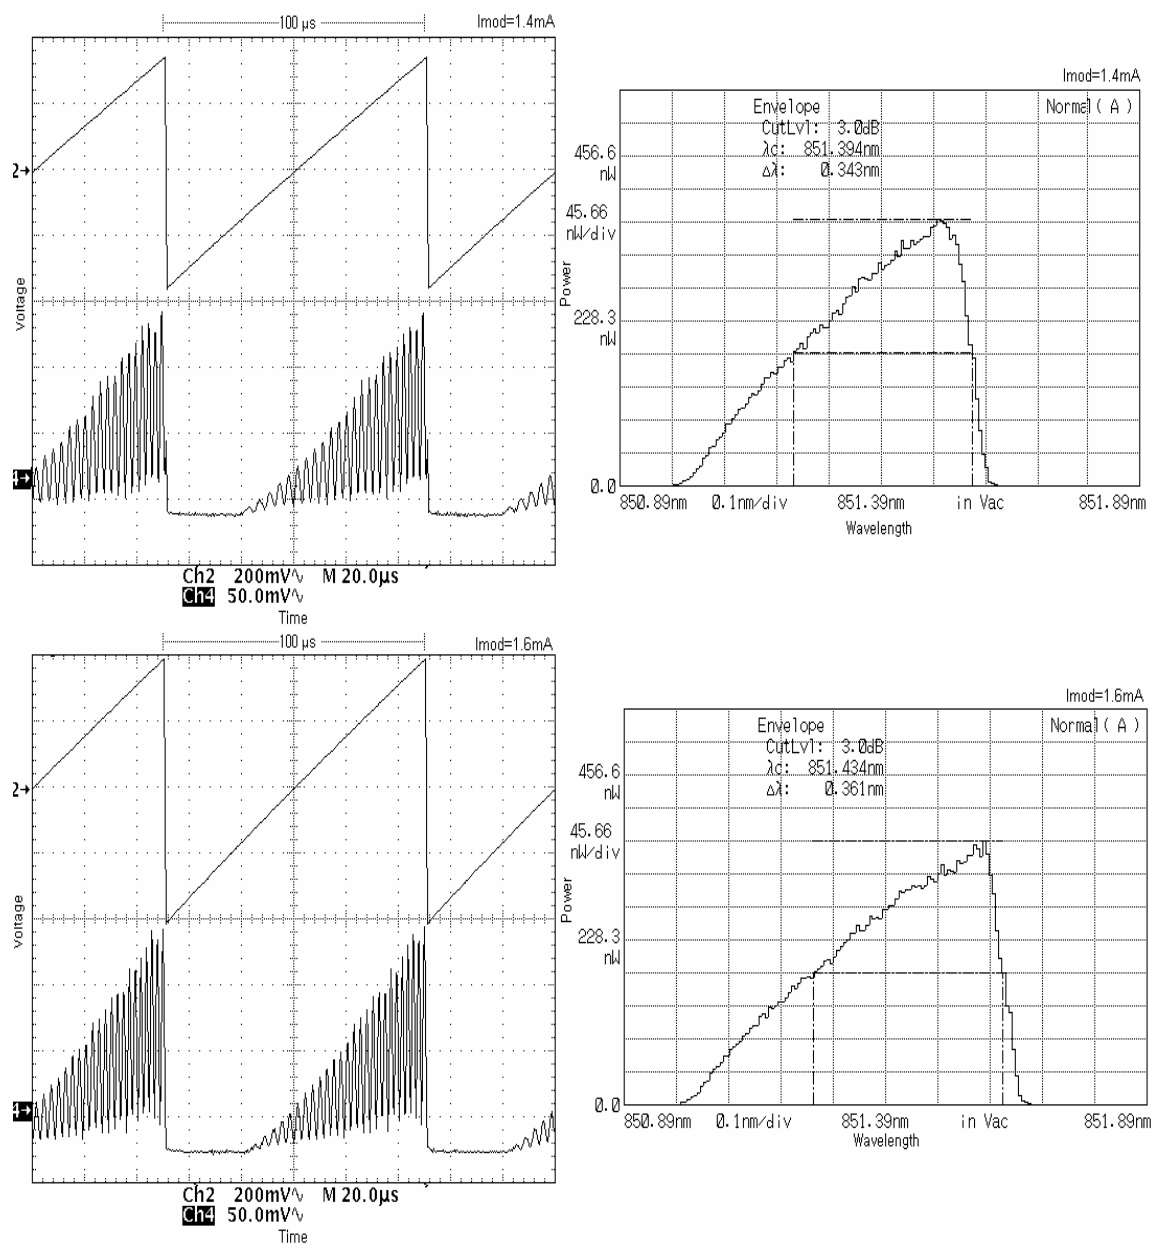 100 µs
Imod=1.4mA
2
Voltage
4
Ch2 200mV∿ M 20.0µs
Ch4 50.0mV∿
Time
Imod=1.4mA
Envelope
Normal ( A )
CutLvl: 3.0dB
λc: 851.394nm
Δλ: 0.343nm
456.6
nW
45.66
nW/div
Power
228.3
nW
0.0
850.89nm 0.1nm/div 851.39nm in Vac 851.89nm
Wavelength
100 µs
Imod=1.6mA
2
Voltage
4
Ch2 200mV∿ M 20.0µs
Ch4 50.0mV∿
Time
Imod=1.6mA
Envelope
Normal ( A )
CutLvl: 3.0dB
λc: 851.434nm
Δλ: 0.361nm
456.6
nW
45.66
nW/div
Power
228.3
nW
0.0
850.89nm 0.1nm/div 851.39nm in Vac 851.89nm
Wavelength